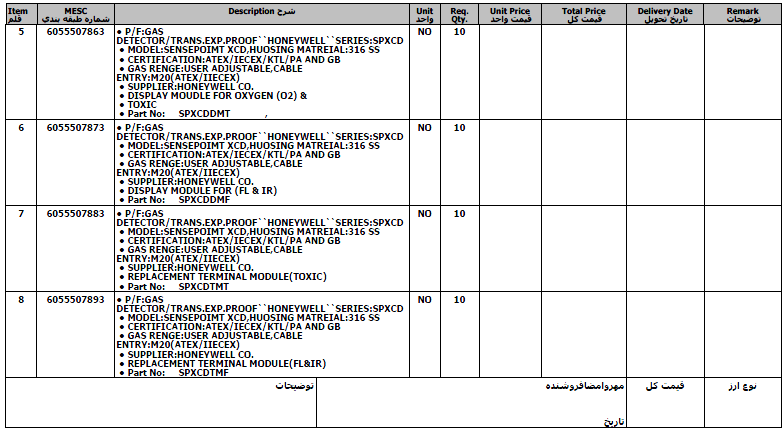 Item MESC Description شرح Unit Req. Unit Price Total Price Delivery Date Remark
قلم شماره طبقه بندي واحد Qty. قیمت واحد قیمت کل تاریخ تحویل توضیحات
5 6055507863 • P/F:GAS NO 10
DETECTOR/TRANS.EXP.PROOF``HONEYWELL``SERIES:SPXCD
• MODEL:SENSEPOIMT XCD,HUOSING MATREIAL:316 SS
• CERTIFICATION:ATEX/IECEX/KTL/PA AND GB
• GAS RENGE:USER ADJUSTABLE,CABLE
ENTRY:M20(ATEX/IIECEX)
• SUPPLIER:HONEYWELL CO.
• DISPLAY MOUDLE FOR OXYGEN (O2) &
• TOXIC
• Part No: SPXCDDMT ,
6 6055507873 • P/F:GAS NO 10
DETECTOR/TRANS.EXP.PROOF``HONEYWELL``SERIES:SPXCD
• MODEL:SENSEPOIMT XCD,HUOSING MATREIAL:316 SS
• CERTIFICATION:ATEX/IECEX/KTL/PA AND GB
• GAS RENGE:USER ADJUSTABLE,CABLE
ENTRY:M20(ATEX/IIECEX)
• SUPPLIER:HONEYWELL CO.
• DISPLAY MODULE FOR (FL & IR)
• Part No: SPXCDDMF
7 6055507883 • P/F:GAS NO 10
DETECTOR/TRANS.EXP.PROOF``HONEYWELL``SERIES:SPXCD
• MODEL:SENSEPOIMT XCD,HUOSING MATREIAL:316 SS
• CERTIFICATION:ATEX/IECEX/KTL/PA AND GB
• GAS RENGE:USER ADJUSTABLE,CABLE
ENTRY:M20(ATEX/IIECEX)
• SUPPLIER:HONEYWELL CO.
• REPLACEMENT TERMINAL MODULE(TOXIC)
• Part No: SPXCDTMT
8 6055507893 • P/F:GAS NO 10
DETECTOR/TRANS.EXP.PROOF``HONEYWELL``SERIES:SPXCD
• MODEL:SENSEPOIMT XCD,HUOSING MATREIAL:316 SS
• CERTIFICATION:ATEX/IECEX/KTL/PA AND GB
• GAS RENGE:USER ADJUSTABLE,CABLE
ENTRY:M20(ATEX/IIECEX)
• SUPPLIER:HONEYWELL CO.
• REPLACEMENT TERMINAL MODULE(FL&IR)
• Part No: SPXCDTMF
توضیحات مهروامضافروشنده قیمت کل نوع ارز
تاریخ